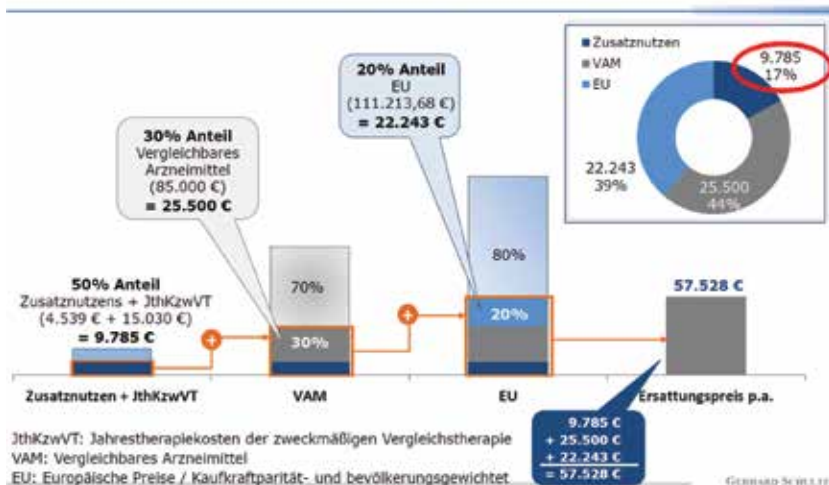 Zusatznutzen
VAM
EU
9.785
17%
22.243
39%
25.500
44%
20% Anteil
EU
(111.213,68 €)
= 22.243 €
30% Anteil
Vergleichbares
Arzneimittel
(85.000 €)
= 25.500 €
50% Anteil
Zusatznutzens + JthKzwVT
(4.539 € + 15.030 €)
= 9.785 €
70%
30%
80%
20%
57.528 €
Zusatznutzen + JthKzwVT
VAM
EU
Ersattungspreis p.a.
9.785 €
+ 25.500 €
+ 22.243 €
= 57.528 €
JthKzwVT: Jahrestherapiekosten der zweckmäßigen Vergleichstherapie
VAM: Vergleichbares Arzneimittel
EU: Europäische Preise / Kaufkraftparität- und bevölkerungsgewichtet
GERHARD